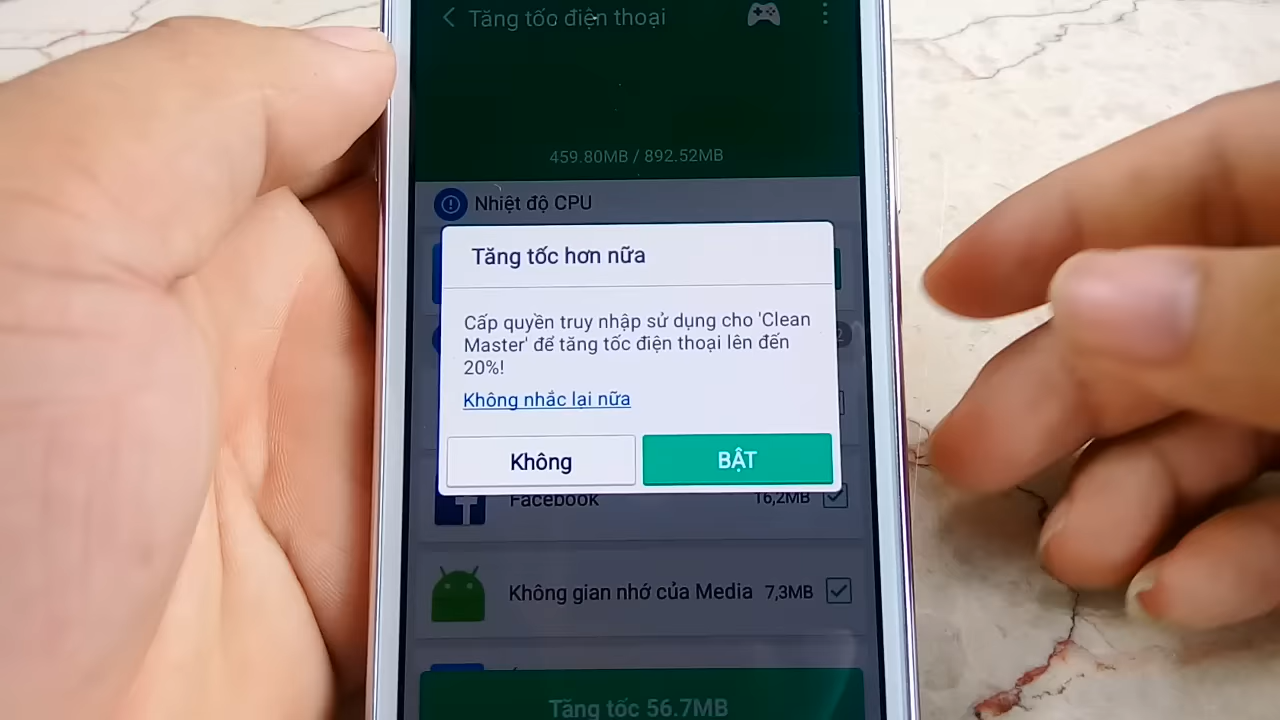 Tăng tốc điện thoại
459.80MB / 892.52MB
Nhiệt độ CPU
Tăng tốc hơn nữa
Cấp quyền truy nhập sử dụng cho 'Clean
Master' để tăng tốc điện thoại lên đến
20%!
Không nhắc lại nữa
Không BẬT
Facebook 16,2MB
Không gian nhớ của Media 7,3MB
Tăng tốc 56.7MB